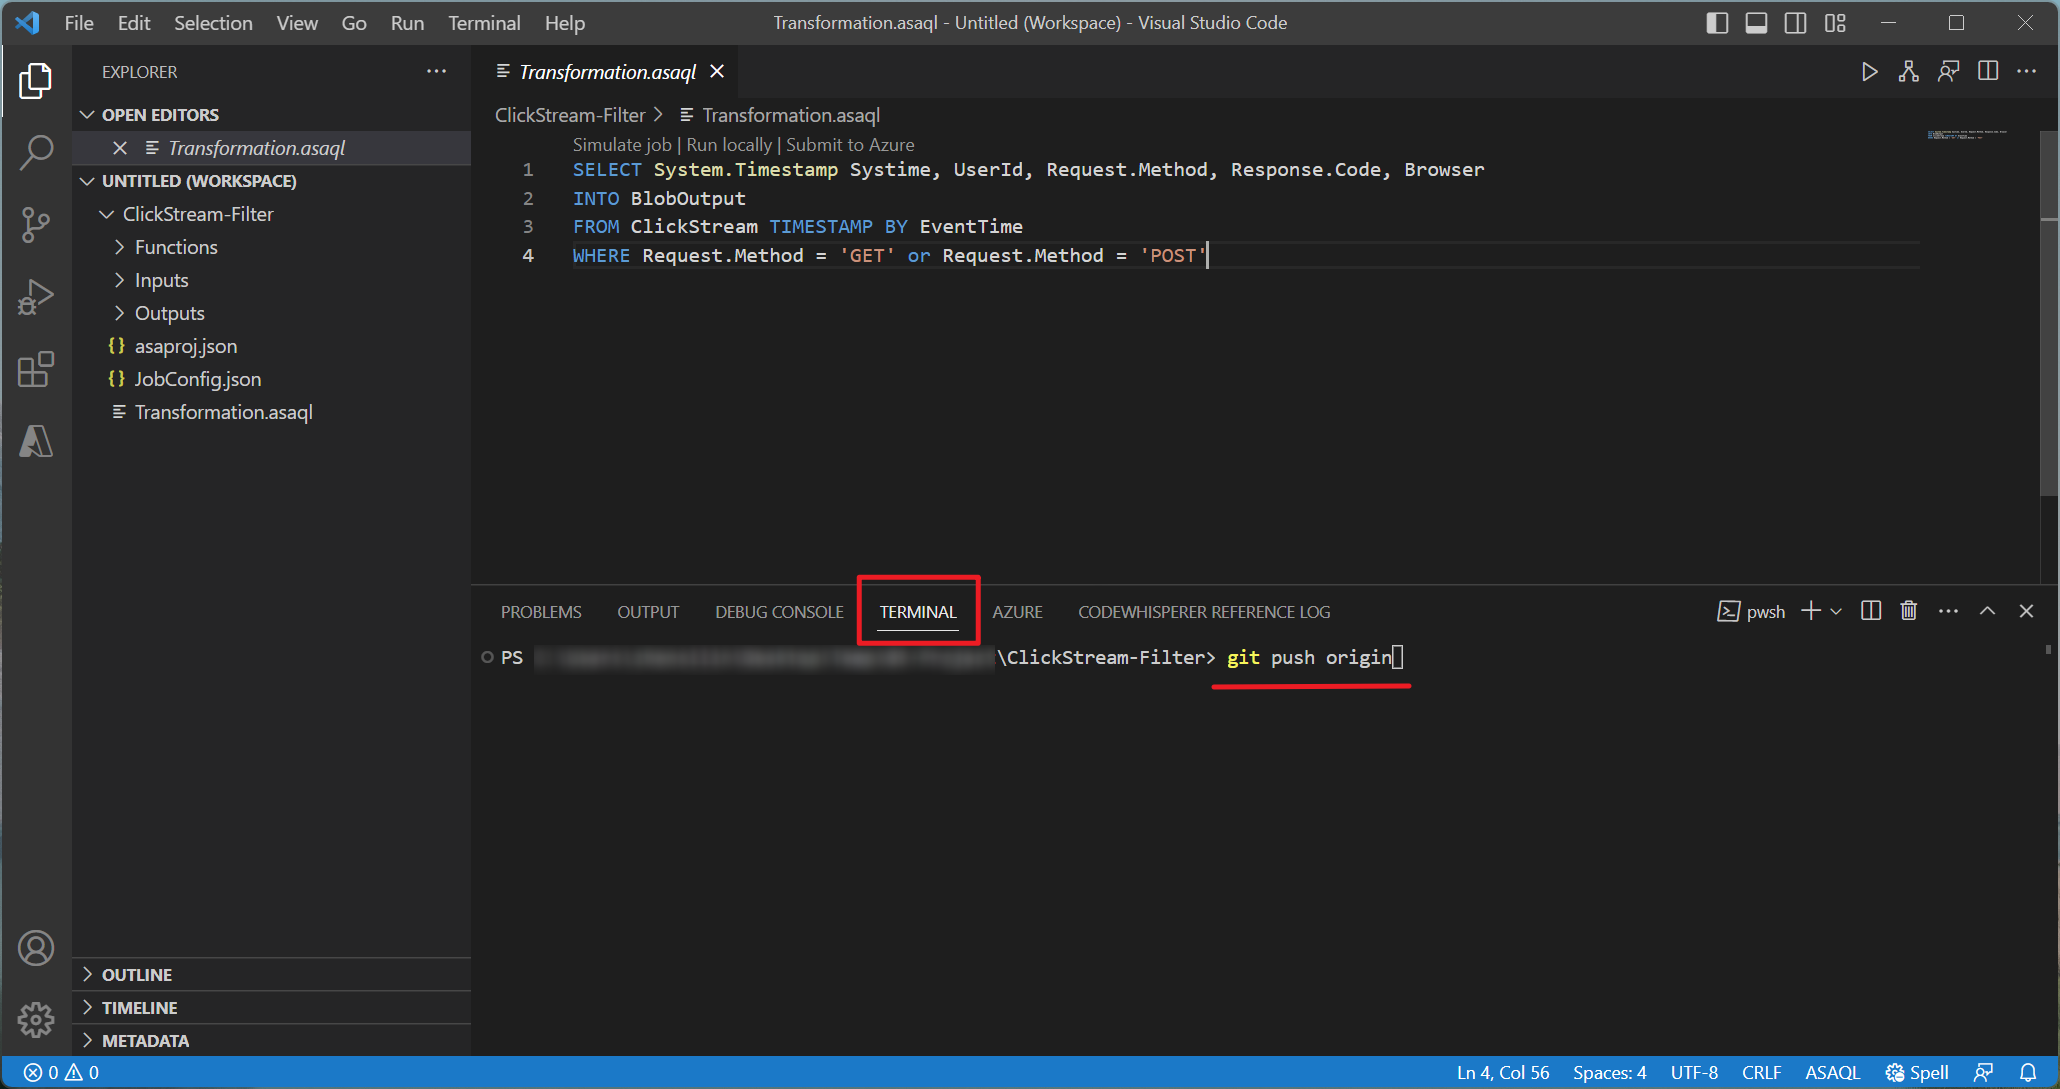 File Edit Selection View Go Run Terminal Help
Transformation.asaql - Untitled (Workspace) - Visual Studio Code
EXPLORER
OPEN EDITORS
Transformation.asaql
UNTITLED (WORKSPACE)
ClickStream-Filter
Functions
Inputs
Outputs
asaproj.json
JobConfig.json
Transformation.asaql
OUTLINE
TIMELINE
METADATA
Transformation.asaql
ClickStream-Filter > Transformation.asaql
Simulate job | Run locally | Submit to Azure
1 SELECT System.Timestamp Systime, UserId, Request.Method, Response.Code, Browser
2 INTO BlobOutput
3 FROM ClickStream TIMESTAMP BY EventTime
4 WHERE Request.Method = 'GET' or Request.Method = 'POST'
PROBLEMS OUTPUT DEBUG CONSOLE TERMINAL AZURE CODEWHISPERER REFERENCE LOG
pwsh
PS \ClickStream-Filter> git push origin
0 0
Ln 4, Col 56 Spaces: 4 UTF-8 CRLF ASAQL Spell